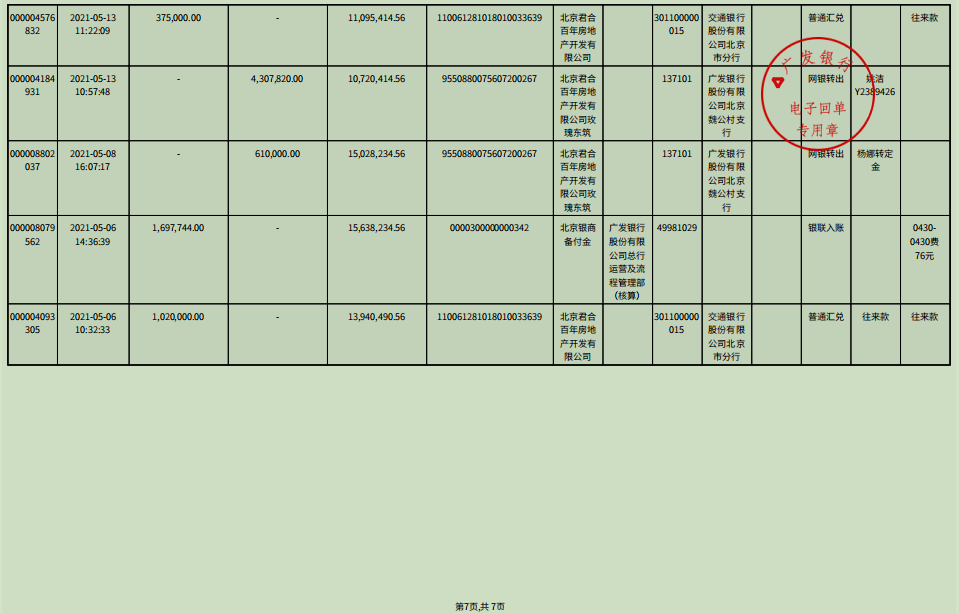 000004576832 2021-05-13 11:22:09 375,000.00 - 11,095,414.56 110061281018010033639 北京君合百年房地产开发有限公司 301100000015 交通银行股份有限公司北京市分行 普通汇兑 往来款
000004184931 2021-05-13 10:57:48 - 4,307,820.00 10,720,414.56 9550880075607200267 北京君合百年房地产开发有限公司玫瑰东筑 137101 广发银行股份有限公司北京魏公村支行 网银转出 姚洁Y2389426
000008802037 2021-05-08 16:07:17 - 610,000.00 15,028,234.56 9550880075607200267 北京君合百年房地产开发有限公司玫瑰东筑 137101 广发银行股份有限公司北京魏公村支行 网银转出 杨娜转定金
000008079562 2021-05-06 14:36:39 1,697,744.00 - 15,638,234.56 0000300000000342 北京银商备付金 广发银行股份有限公司总行运营及流程管理部（核算） 49981029 银联入账 0430-0430费76元
000004093305 2021-05-06 10:32:33 1,020,000.00 - 13,940,490.56 110061281018010033639 北京君合百年房地产开发有限公司 301100000015 交通银行股份有限公司北京市分行 普通汇兑 往来款 往来款
广发银行
电子回单
专用章
第7页,共 7页